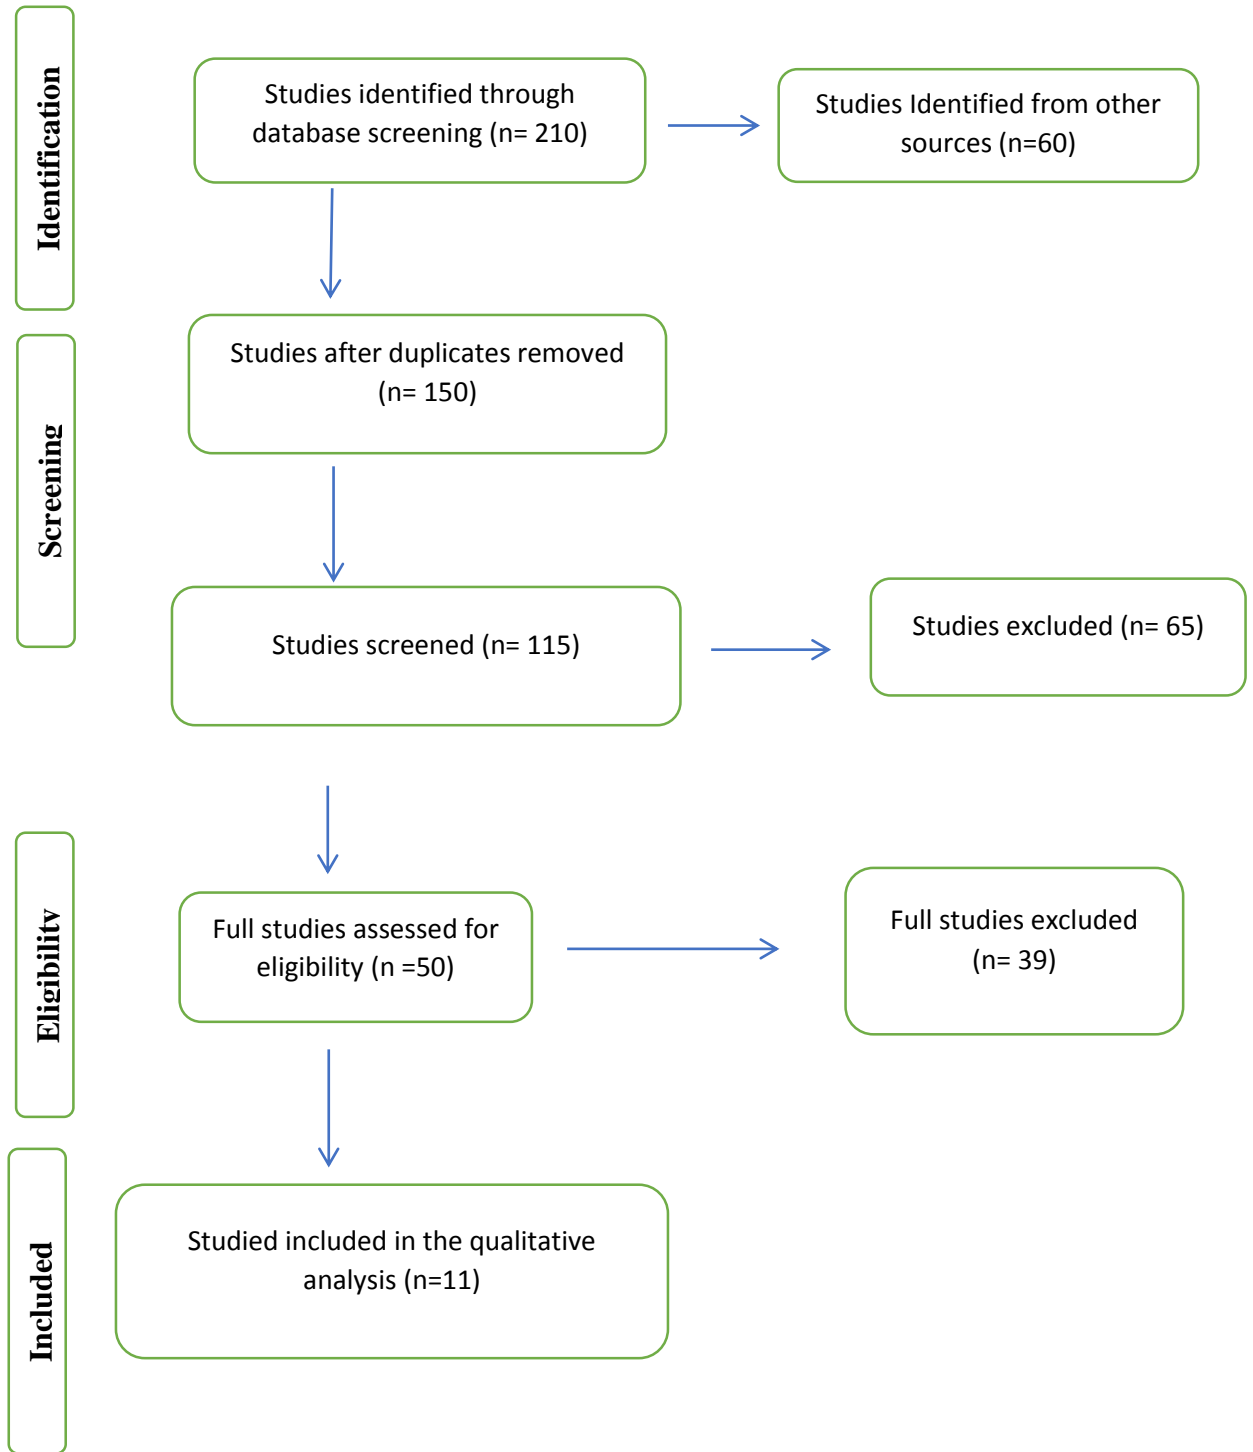 Identification
Studies identified through
database screening (n= 210)
Studies Identified from other
sources (n=60)
Screening
Studies after duplicates removed
(n= 150)
Studies screened (n= 115)
Studies excluded (n= 65)
Eligibility
Full studies assessed for
eligibility (n =50)
Full studies excluded
(n= 39)
Included
Studied included in the qualitative
analysis (n=11)